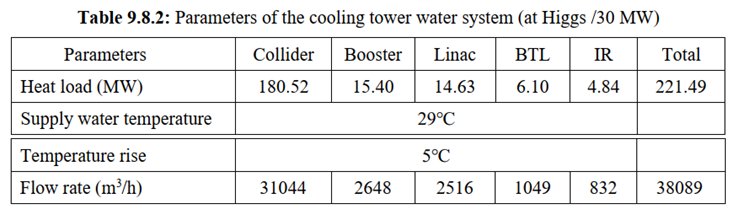 Table 9.8.2: Parameters of the cooling tower water system (at Higgs /30 MW)
Parameters Collider Booster Linac BTL IR Total
Heat load (MW) 180.52 15.40 14.63 6.10 4.84 221.49
Supply water temperature 29℃
Temperature rise 5℃
Flow rate (m³/h) 31044 2648 2516 1049 832 38089